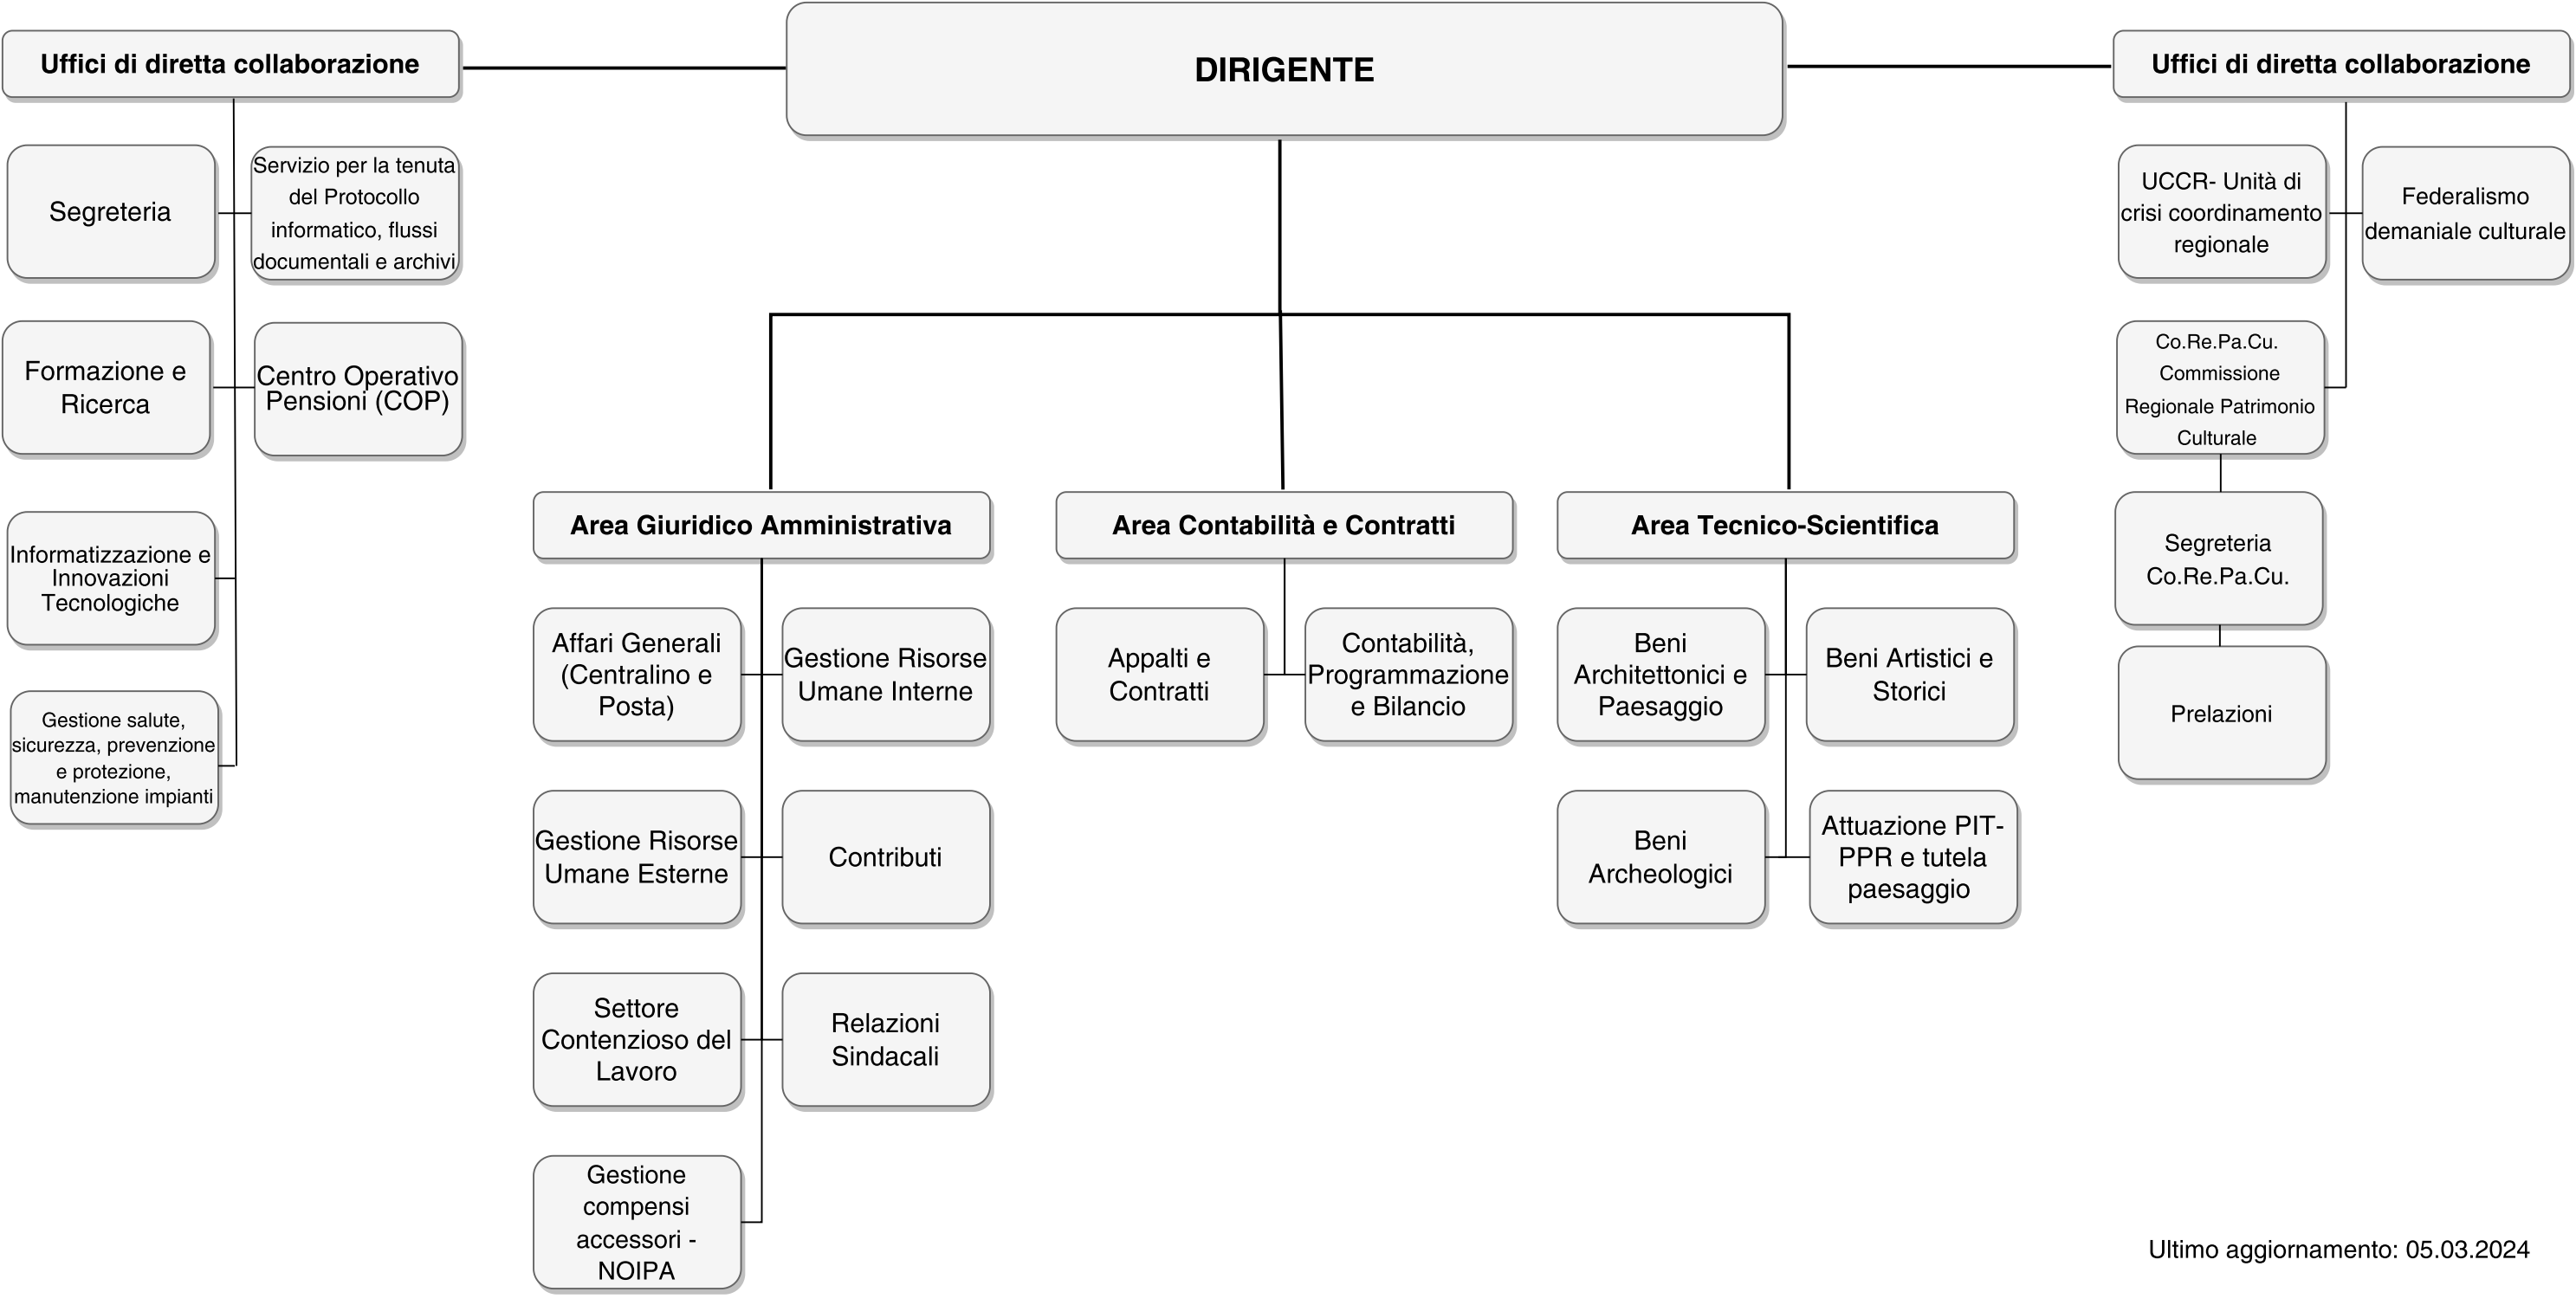 DIRIGENTE
Uffici di diretta collaborazione
Segreteria
Servizio per la tenuta
del Protocollo
informatico, flussi
documentali e archivi
Formazione e
Ricerca
Centro Operativo
Pensioni (COP)
Informatizzazione e
Innovazioni
Tecnologiche
Gestione salute,
sicurezza, prevenzione
e protezione,
manutenzione impianti
Area Giuridico Amministrativa
Affari Generali
(Centralino e
Posta)
Gestione Risorse
Umane Interne
Gestione Risorse
Umane Esterne
Contributi
Settore
Contenzioso del
Lavoro
Relazioni
Sindacali
Gestione
compensi
accessori -
NOIPA
Area Contabilità e Contratti
Appalti e
Contratti
Contabilità,
Programmazione
e Bilancio
Area Tecnico-Scientifica
Beni
Architettonici e
Paesaggio
Beni Artistici e
Storici
Beni
Archeologici
Attuazione PIT-
PPR e tutela
paesaggio
Uffici di diretta collaborazione
UCCR- Unità di
crisi coordinamento
regionale
Federalismo
demaniale culturale
Co.Re.Pa.Cu.
Commissione
Regionale Patrimonio
Culturale
Segreteria
Co.Re.Pa.Cu.
Prelazioni
Ultimo aggiornamento: 05.03.2024